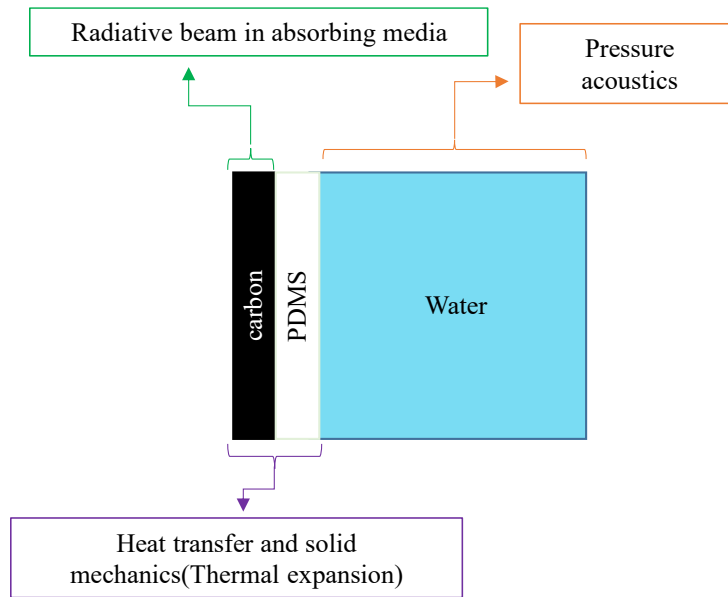 Radiative beam in absorbing media
Pressure
acoustics
carbon
PDMS
Water
Heat transfer and solid
mechanics(Thermal expansion)